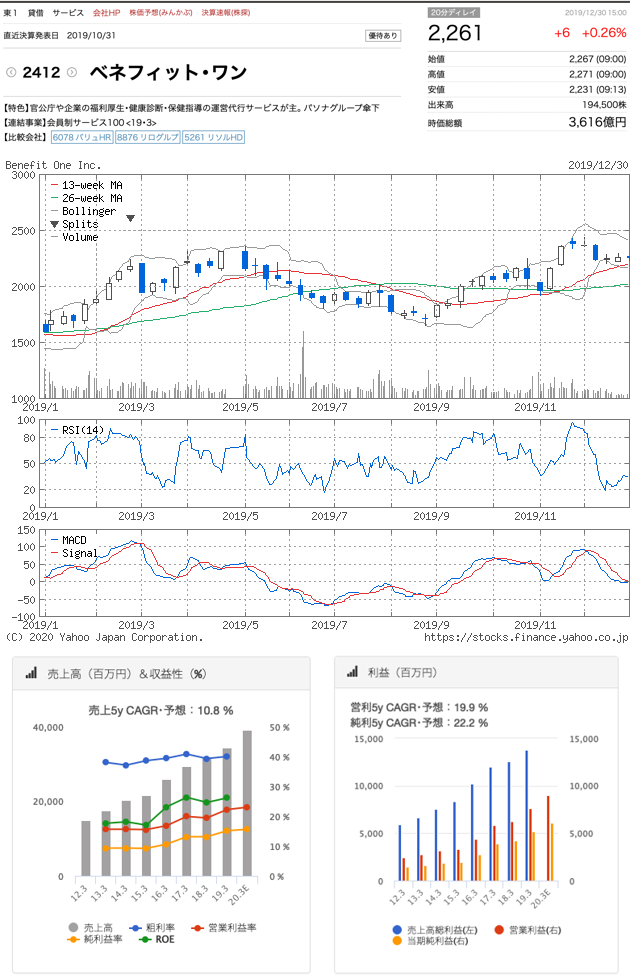 東1 貸借 サービス 会社HP 株価予想(みんかぶ) 決算速報(株探)
直近決算発表日 2019/10/31 優待あり
2412 ベネフィット・ワン
【特色】官公庁や企業の福利厚生・健康診断・保健指導の運営代行サービスが主。パソナグループ傘下
【連結事業】会員制サービス100<19・3>
【比較会社】 6078 バリュHR 8876 リログルプ 5261 リソルHD
20分ディレイ 2019/12/30 15:00
2,261 +6 +0.26%
始値 2,267 (09:00)
高値 2,271 (09:00)
安値 2,231 (09:13)
出来高 194,500株
時価総額 3,616億円
Benefit One Inc. 2019/12/30
3000
2500
2000
1500
1000
13-week MA
26-week MA
Bollinger
Splits
Volume
2019/1 2019/3 2019/5 2019/7 2019/9 2019/11
100
80
50
20
0
RSI(14)
2019/1 2019/3 2019/5 2019/7 2019/9 2019/11
150
100
50
0
-50
-100
MACD
Signal
2019/1 2019/3 2019/5 2019/7 2019/9 2019/11
(C) 2020 Yahoo Japan Corporation. https://stocks.finance.yahoo.co.jp
売上高（百万円）＆収益性（%）
売上5y CAGR・予想：10.8 %
40,000
20,000
0
50 %
40 %
30 %
20 %
10 %
0 %
12.3 13.3 14.3 15.3 16.3 17.3 18.3 19.3 20.3E
売上高 粗利率 営業利益率
純利益率 ROE
利益（百万円）
営利5y CAGR・予想：19.9 %
純利5y CAGR・予想：22.2 %
15,000
10,000
5,000
0
15,000
10,000
5,000
0
12.3 13.3 14.3 15.3 16.3 17.3 18.3 19.3 20.3E
売上高総利益(左) 営業利益(右)
当期純利益(右)